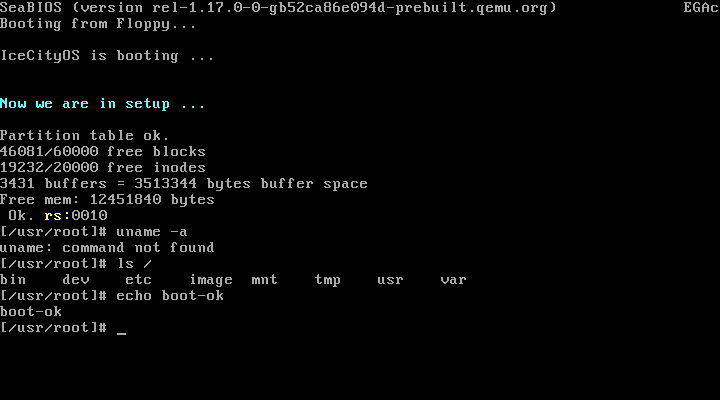 SeaBIOS (version rel-1.17.0-0-gb52ca86e094d-prebuilt.qemu.org) EGAc
Booting from Floppy...
IceCityOS is booting ...
Now we are in setup ...
Partition table ok.
46081/60000 free blocks
19232/20000 free inodes
3431 buffers = 3513344 bytes buffer space
Free mem: 12451840 bytes
 Ok. rs:0010
[/usr/root]# uname -a
uname: command not found
[/usr/root]# ls /
bin dev etc image mnt tmp usr var
[/usr/root]# echo boot-ok
boot-ok
[/usr/root]# _